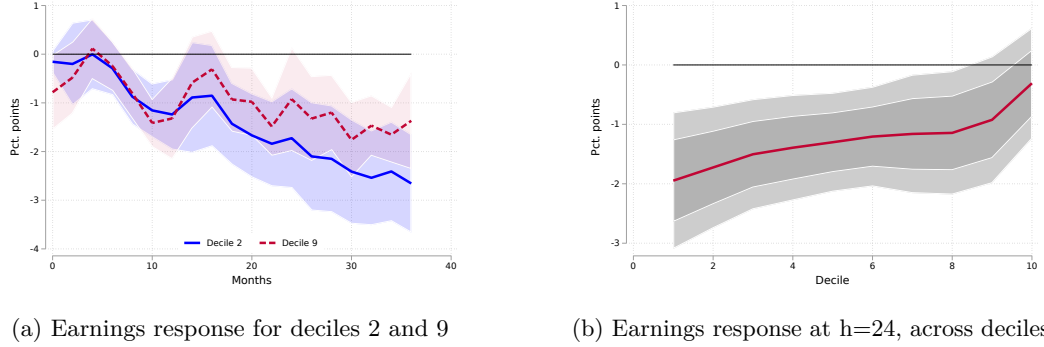 1
0
-1
-2
-3
-4
Pct. points
0
10
20
30
40
Months
Decile 2
Decile 9
(a) Earnings response for deciles 2 and 9
1
0
-1
-2
-3
Pct. points
0
2
4
6
8
10
Decile
(b) Earnings response at h=24, across deciles